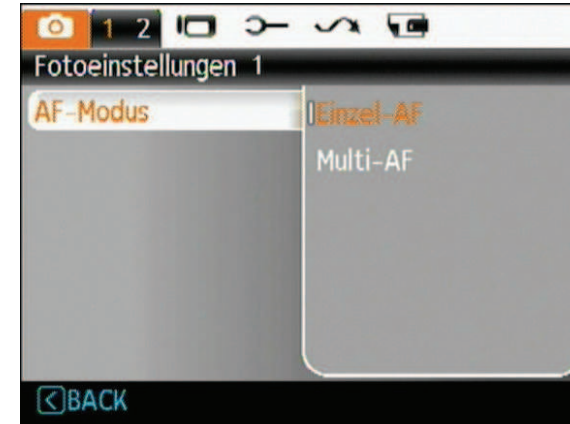 1 2
Fotoeinstellungen 1
AF-Modus
Einzel-AF
Multi-AF
BACK